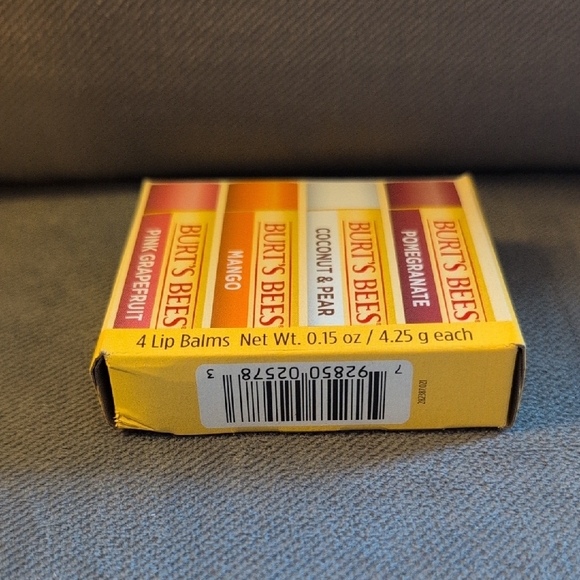 PINK GRAPEFRUIT
BURT'S BEES
MANGO
BURT'S BEES
COCONUT & PEAR
BURT'S BEES
POMEGRANATE
BURT'S BEES
4 Lip Balms Net Wt. 0.15 oz / 4.25 g each
7 92850 02578 3